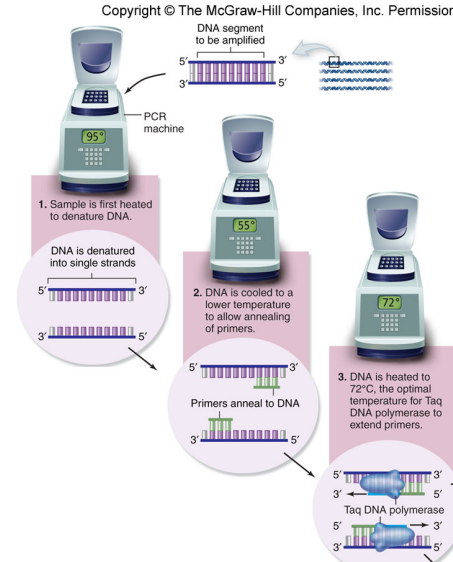 Copyright © The McGraw-Hill Companies, Inc. Permission
DNA segment
to be amplified
5′ 3′
3′ 5′
PCR
machine
95°
1. Sample is first heated
to denature DNA.
DNA is denatured
into single strands
5′ 3′
3′ 5′
55°
2. DNA is cooled to a
lower temperature
to allow annealing
of primers.
5′ 3′
Primers anneal to DNA
3′ 5′
72°
3. DNA is heated to
72°C, the optimal
temperature for Taq
DNA polymerase to
extend primers.
5′ 3′
3′ 5′
Taq DNA polymerase
5′ 3′
3′ 5′